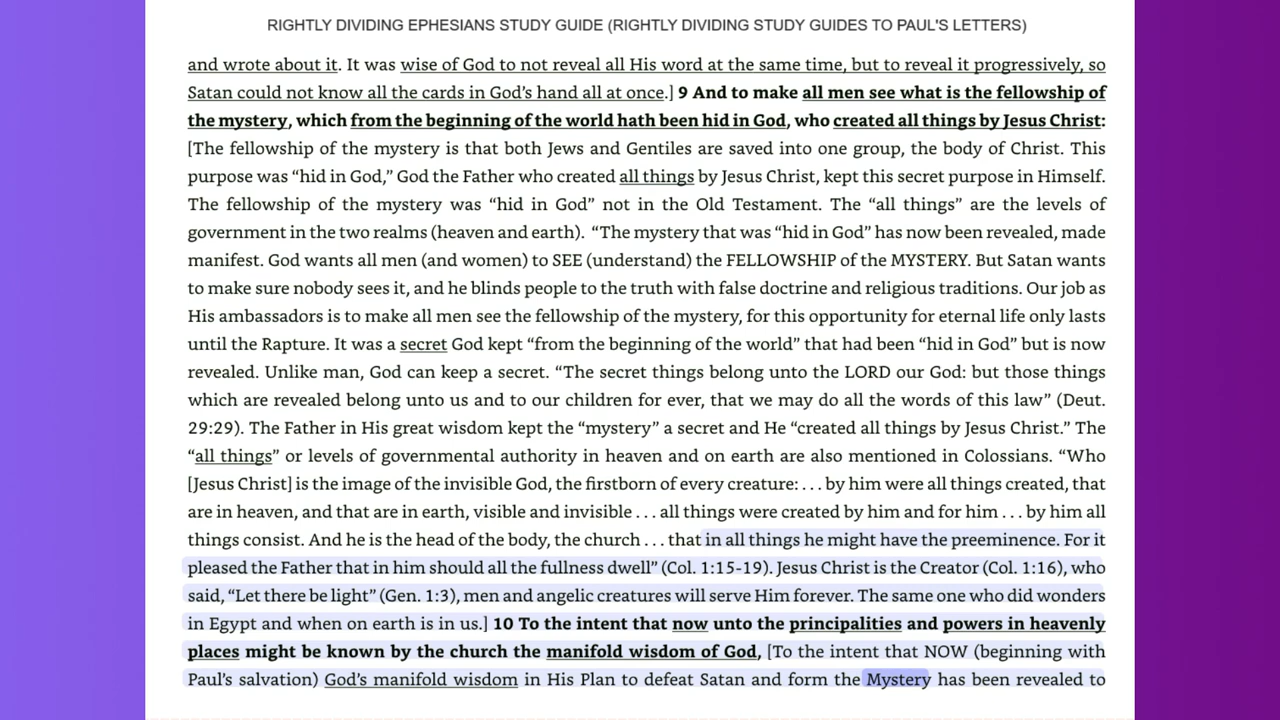 RIGHTLY DIVIDING EPHESIANS STUDY GUIDE (RIGHTLY DIVIDING STUDY GUIDES TO PAUL'S LETTERS)
and wrote about it. It was wise of God to not reveal all His word at the same time, but to reveal it progressively, so
Satan could not know all the cards in God’s hand all at once.] 9 And to make all men see what is the fellowship of
the mystery, which from the beginning of the world hath been hid in God, who created all things by Jesus Christ:
[The fellowship of the mystery is that both Jews and Gentiles are saved into one group, the body of Christ. This
purpose was “hid in God,” God the Father who created all things by Jesus Christ, kept this secret purpose in Himself.
The fellowship of the mystery was “hid in God” not in the Old Testament. The “all things” are the levels of
government in the two realms (heaven and earth). “The mystery that was “hid in God” has now been revealed, made
manifest. God wants all men (and women) to SEE (understand) the FELLOWSHIP of the MYSTERY. But Satan wants
to make sure nobody sees it, and he blinds people to the truth with false doctrine and religious traditions. Our job as
His ambassadors is to make all men see the fellowship of the mystery, for this opportunity for eternal life only lasts
until the Rapture. It was a secret God kept “from the beginning of the world” that had been “hid in God” but is now
revealed. Unlike man, God can keep a secret. “The secret things belong unto the LORD our God: but those things
which are revealed belong unto us and to our children for ever, that we may do all the words of this law” (Deut.
29:29). The Father in His great wisdom kept the “mystery” a secret and He “created all things by Jesus Christ.” The
“all things” or levels of governmental authority in heaven and on earth are also mentioned in Colossians. “Who
[Jesus Christ] is the image of the invisible God, the firstborn of every creature: . . . by him were all things created, that
are in heaven, and that are in earth, visible and invisible . . . all things were created by him and for him . . . by him all
things consist. And he is the head of the body, the church . . . that in all things he might have the preeminence. For it
pleased the Father that in him should all the fullness dwell” (Col. 1:15-19). Jesus Christ is the Creator (Col. 1:16), who
said, “Let there be light” (Gen. 1:3), men and angelic creatures will serve Him forever. The same one who did wonders
in Egypt and when on earth is in us.] 10 To the intent that now unto the principalities and powers in heavenly
places might be known by the church the manifold wisdom of God, [To the intent that NOW (beginning with
Paul’s salvation) God’s manifold wisdom in His Plan to defeat Satan and form the Mystery has been revealed to